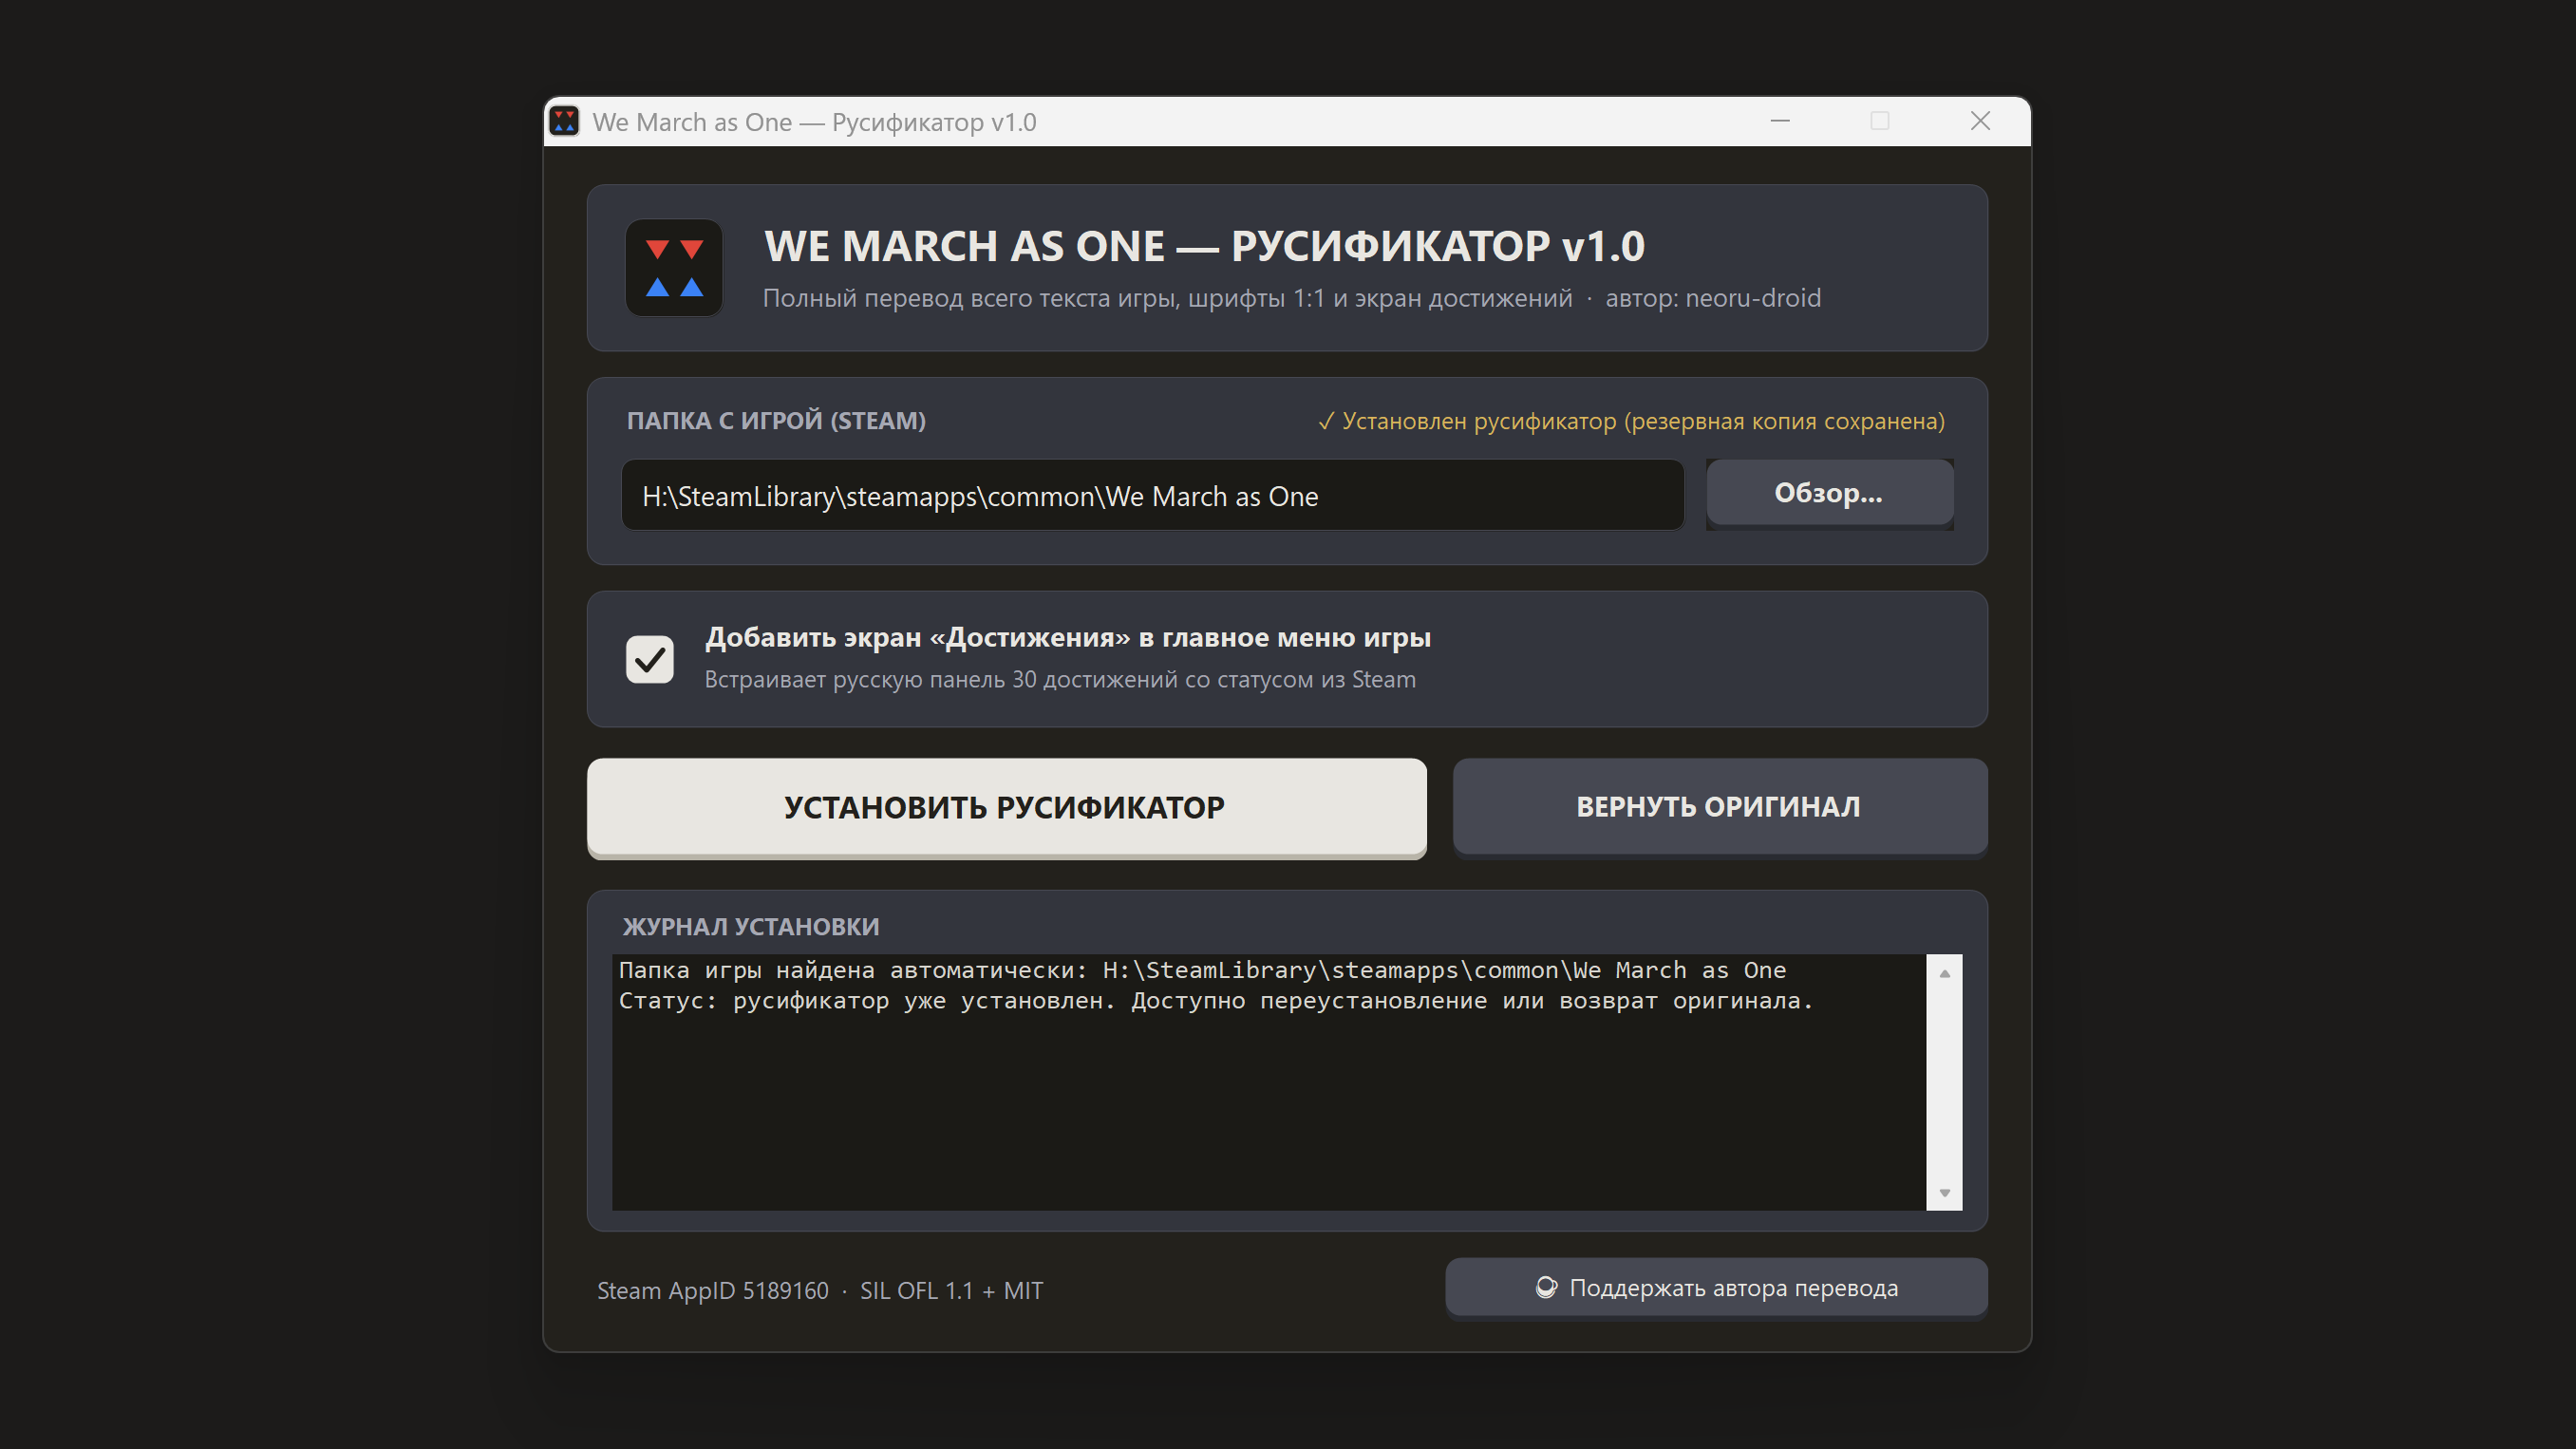 We March as One — Русификатор v1.0
WE MARCH AS ONE — РУСИФИКАТОР v1.0
Полный перевод всего текста игры, шрифты 1:1 и экран достижений · автор: neoru-droid
ПАПКА С ИГРОЙ (STEAM)
✓ Установлен русификатор (резервная копия сохранена)
H:\SteamLibrary\steamapps\common\We March as One
Обзор...
Добавить экран «Достижения» в главное меню игры
Встраивает русскую панель 30 достижений со статусом из Steam
УСТАНОВИТЬ РУСИФИКАТОР
ВЕРНУТЬ ОРИГИНАЛ
ЖУРНАЛ УСТАНОВКИ
Папка игры найдена автоматически: H:\SteamLibrary\steamapps\common\We March as One
Статус: русификатор уже установлен. Доступно переустановление или возврат оригинала.
Steam AppID 5189160 · SIL OFL 1.1 + MIT
Поддержать автора перевода